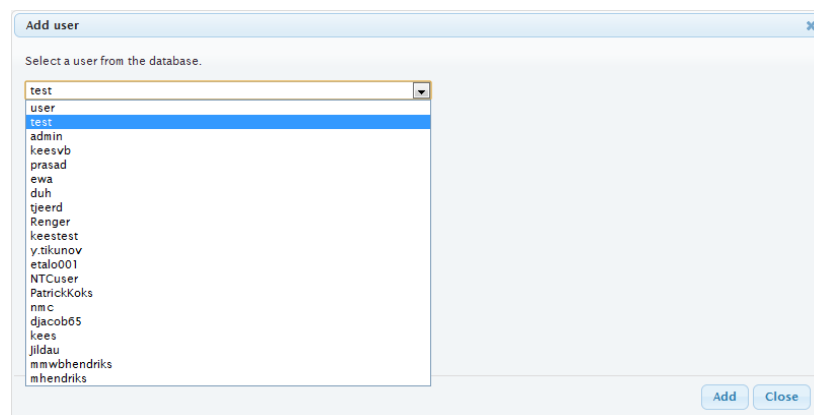 Add user
Select a user from the database.
test
user
test
admin
keesvb
prasad
ewa
duh
tjeerd
Renger
keestest
y.tikunov
etalo001
NTCuser
PatrickKoks
nmc
djacob65
kees
Jildau
mmwbhendriks
mhendriks
Add Close